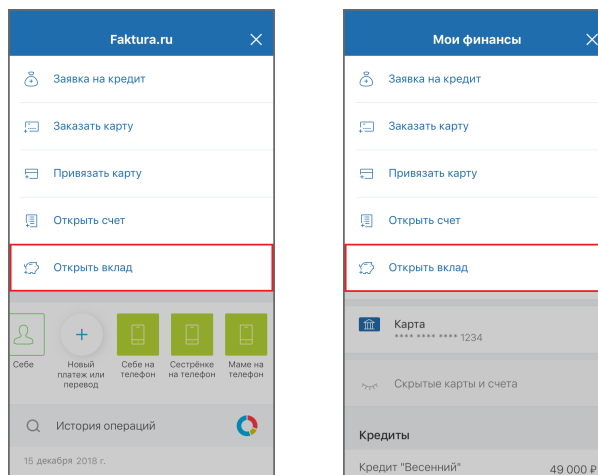 Faktura.ru
Заявка на кредит
Заказать карту
Привязать карту
Открыть счет
Открыть вклад
Себе
Новый
платеж или
перевод
Себе на
телефон
Сестрёнке
на телефон
Маме на
телефон
История операций
15 декабря 2018 г.
Мои финансы
Заявка на кредит
Заказать карту
Привязать карту
Открыть счет
Открыть вклад
Карта
**** **** **** 1234
Скрытые карты и счета
Кредиты
Кредит "Весенний" 49 000 ₽